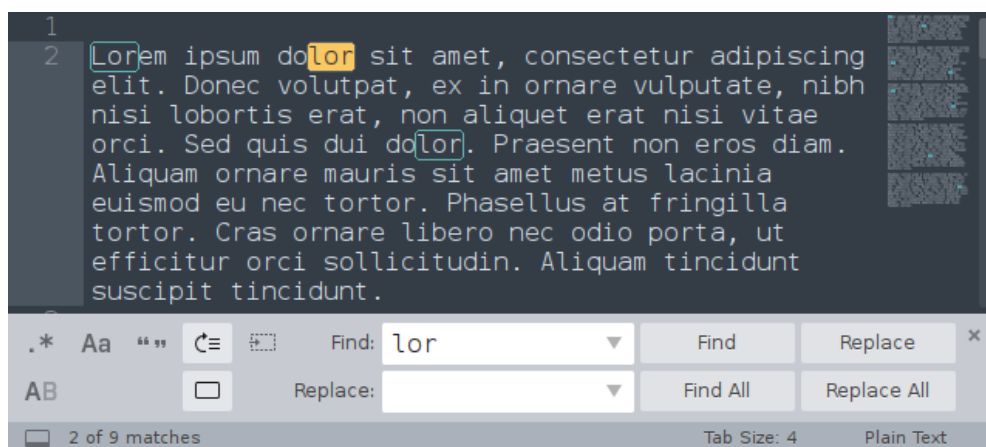 1
2 Lorem ipsum dolor sit amet, consectetur adipiscing
elit. Donec volutpat, ex in ornare vulputate, nibh
nisi lobortis erat, non aliquet erat nisi vitae
orci. Sed quis dui dolor. Praesent non eros diam.
Aliquam ornare mauris sit amet metus lacinia
euismod eu nec tortor. Phasellus at fringilla
tortor. Cras ornare libero nec odio porta, ut
efficitur orci sollicitudin. Aliquam tincidunt
suscipit tincidunt.
.* Aa “” Find: lor Find Replace ×
AB Replace: Find All Replace All
2 of 9 matches Tab Size: 4 Plain Text